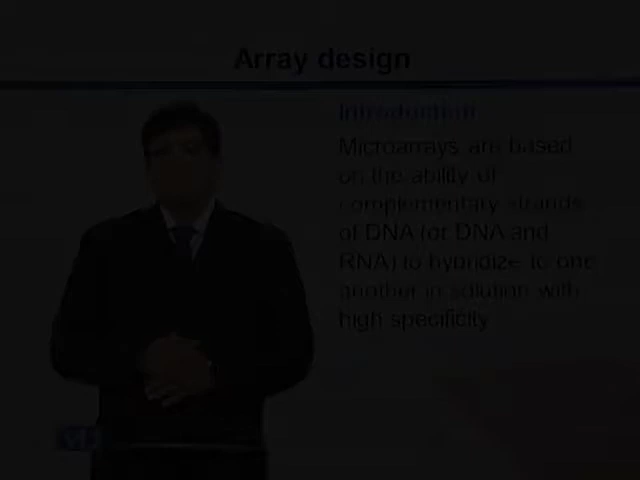 Array design
Introduction
Microarrays are based
on the ability of
complementary strands
of DNA (or DNA and
RNA) to hybridize to one
another in solution with
high specificity